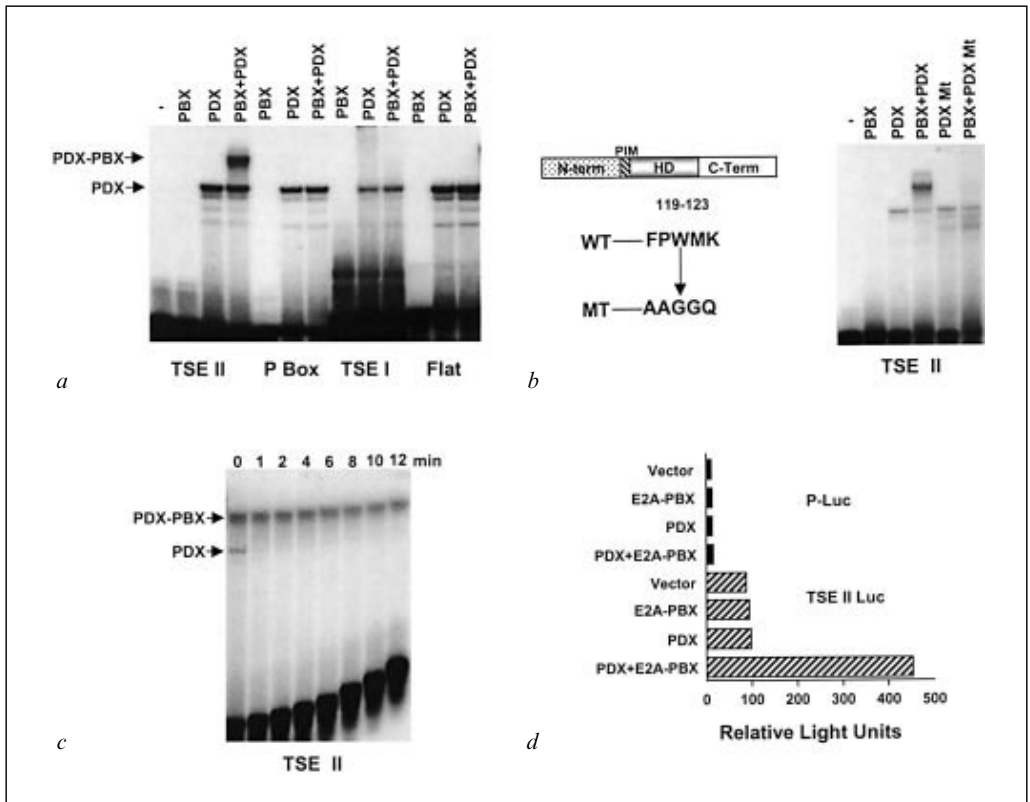 - PBX PDX PBX+PDX PBX PDX PBX+PDX PBX PDX PBX+PDX PBX PDX PBX+PDX
PDX-PBX
PDX
TSE II P Box TSE I Flat
a
PIM
N-term HD C-Term
119-123
WT FPWMK
MT AAGGQ
b
- PBX PDX PBX+PDX PDX Mt PBX+PDX Mt
TSE II
0 1 2 4 6 8 10 12 min
PDX-PBX
PDX
TSE II
c
Vector
E2A-PBX
PDX
PDX+E2A-PBX
P-Luc
Vector
E2A-PBX
PDX
PDX+E2A-PBX
TSE II Luc
0 100 200 300 400 500
Relative Light Units
d